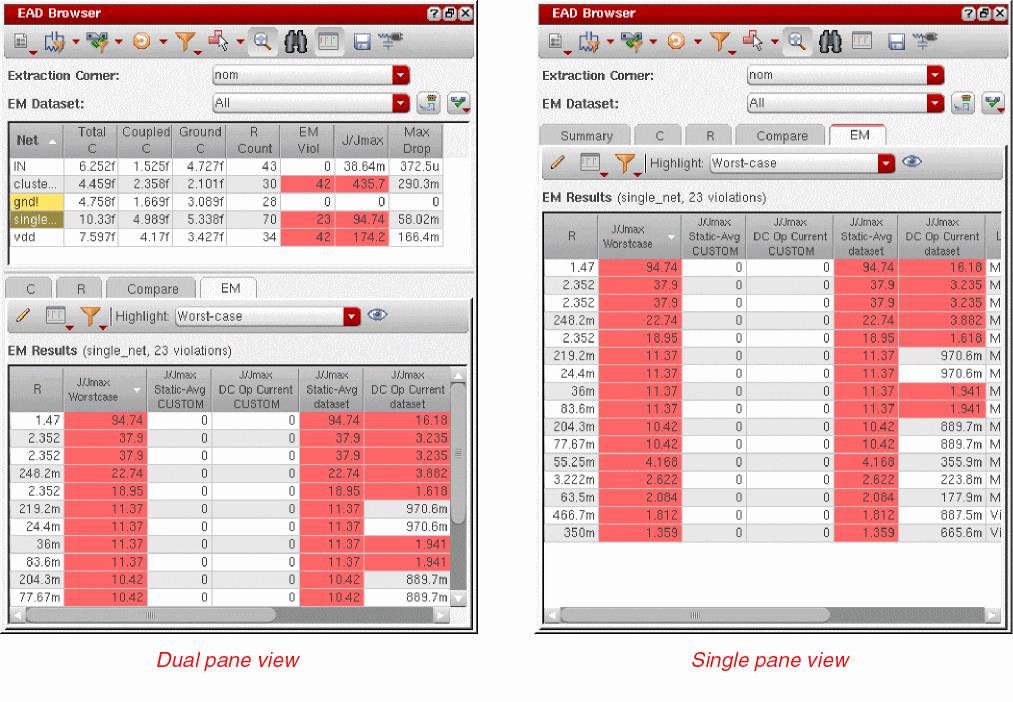 EAD Browser
Extraction Corner: nom
EM Dataset: All
Net Total C Coupled C Ground C R Count EM Viol J/Jmax Max Drop
IN 6.252f 1.525f 4.727f 43 0 38.64m 372.5u
cluste... 4.459f 2.358f 2.101f 30 42 435.7 290.3m
gnd! 4.758f 1.669f 3.089f 28 0 0 0
single... 10.33f 4.989f 5.338f 70 23 94.74 58.02m
vdd 7.597f 4.17f 3.427f 34 42 174.2 166.4m
C R Compare EM
Highlight: Worst-case
EM Results (single_net, 23 violations)
R J/Jmax Worstcase J/Jmax Static-Avg CUSTOM J/Jmax DC Op Current CUSTOM J/Jmax Static-Avg dataset J/Jmax DC Op Current dataset
1.47 94.74 0 0 94.74 16.18
2.352 37.9 0 0 37.9 3.235
2.352 37.9 0 0 37.9 3.235
248.2m 22.74 0 0 22.74 3.882
2.352 18.95 0 0 18.95 1.618
219.2m 11.37 0 0 11.37 970.6m
24.4m 11.37 0 0 11.37 970.6m
36m 11.37 0 0 11.37 1.941
83.6m 11.37 0 0 11.37 1.941
204.3m 10.42 0 0 10.42 889.7m
77.67m 10.42 0 0 10.42 889.7m
Dual pane view
EAD Browser
Extraction Corner: nom
EM Dataset: All
Summary C R Compare EM
Highlight: Worst-case
EM Results (single_net, 23 violations)
R J/Jmax Worstcase J/Jmax Static-Avg CUSTOM J/Jmax DC Op Current CUSTOM J/Jmax Static-Avg dataset J/Jmax DC Op Current dataset L
1.47 94.74 0 0 94.74 16.18 M
2.352 37.9 0 0 37.9 3.235 M
2.352 37.9 0 0 37.9 3.235 M
248.2m 22.74 0 0 22.74 3.882 M
2.352 18.95 0 0 18.95 1.618 M
219.2m 11.37 0 0 11.37 970.6m M
24.4m 11.37 0 0 11.37 970.6m M
36m 11.37 0 0 11.37 1.941 M
83.6m 11.37 0 0 11.37 1.941 M
204.3m 10.42 0 0 10.42 889.7m M
77.67m 10.42 0 0 10.42 889.7m M
55.25m 4.168 0 0 4.168 355.9m M
3.222m 2.622 0 0 2.622 223.8m M
63.5m 2.084 0 0 2.084 177.9m M
466.7m 1.812 0 0 1.812 887.5m Vi
350m 1.359 0 0 1.359 665.6m Vi
Single pane view